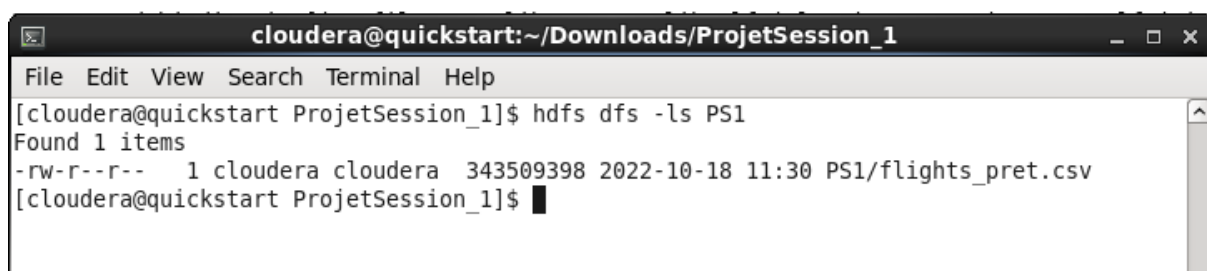 cloudera@quickstart:~/Downloads/ProjetSession_1
File Edit View Search Terminal Help
[cloudera@quickstart ProjetSession_1]$ hdfs dfs -ls PS1
Found 1 items
-rw-r--r--   1 cloudera cloudera  343509398 2022-10-18 11:30 PS1/flights_pret.csv
[cloudera@quickstart ProjetSession_1]$